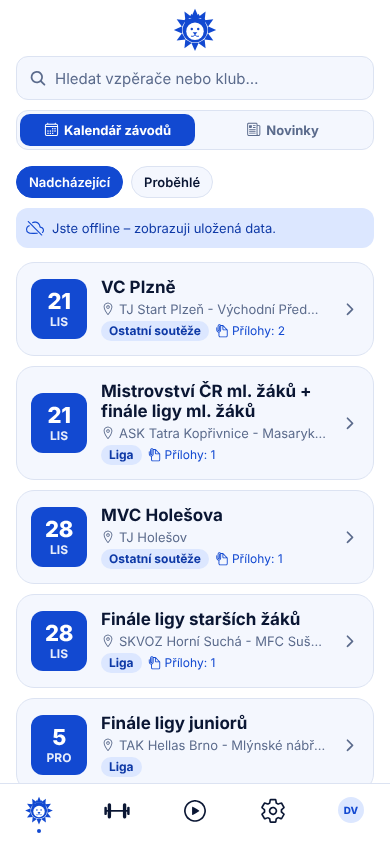 Hledat vzpěrače nebo klub...
Kalendář závodů
Novinky
Nadcházející
Proběhlé
Jste offline – zobrazuji uložená data.
21
LIS
VC Plzně
TJ Start Plzeň - Východní Před...
Ostatní soutěže
Přílohy: 2
21
LIS
Mistrovství ČR ml. žáků +
finále ligy ml. žáků
ASK Tatra Kopřivnice - Masaryk...
Liga
Přílohy: 1
28
LIS
MVC Holešova
TJ Holešov
Ostatní soutěže
Přílohy: 1
28
LIS
Finále ligy starších žáků
SKVOZ Horní Suchá - MFC Suš...
Liga
Přílohy: 1
5
PRO
Finále ligy juniorů
TAK Hellas Brno - Mlýnské nábř...
Liga
DV